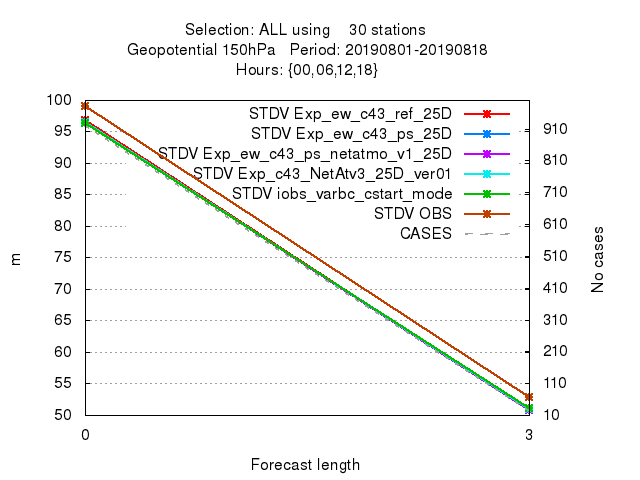 Selection: ALL using    30 stations
Geopotential 150hPa   Period: 20190801-20190818
Hours: {00,06,12,18}
100
95
90
85
80
75
70
65
60
55
50
m
STDV Exp_ew_c43_ref_25D
STDV Exp_ew_c43_ps_25D
STDV Exp_ew_c43_ps_netatmo_v1_25D
STDV Exp_c43_NetAtv3_25D_ver01
STDV iobs_varbc_cstart_mode
STDV OBS
CASES
910
810
710
610
510
410
310
210
110
10
No cases
0
3
Forecast length